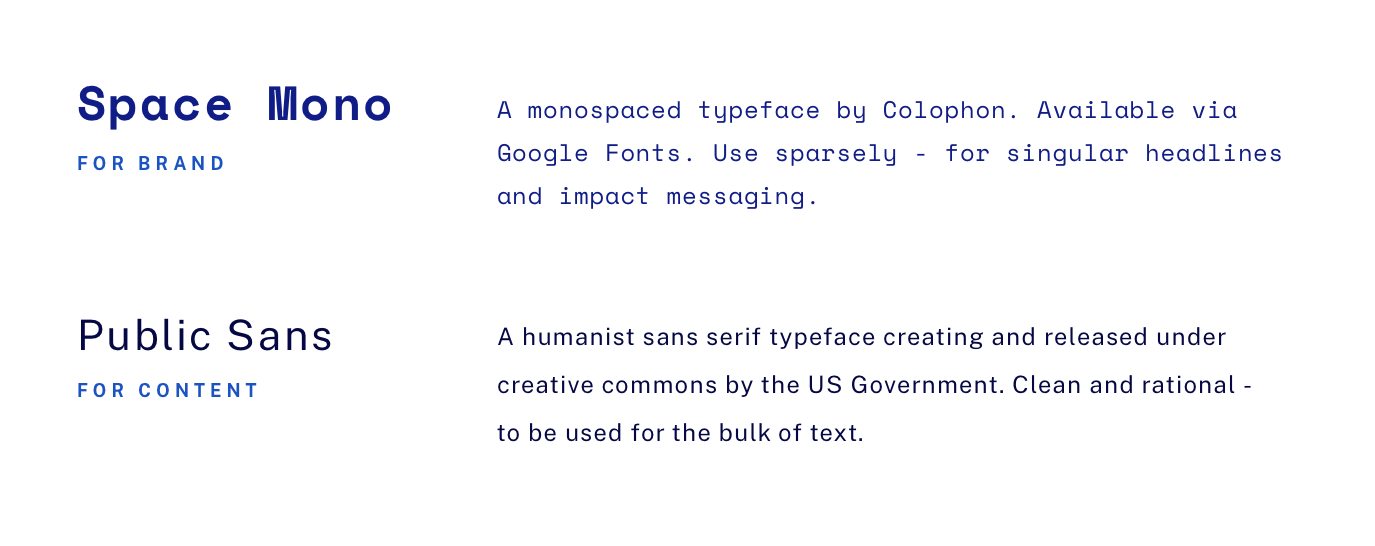 Space Mono
FOR BRAND
A monospaced typeface by Colophon. Available via
Google Fonts. Use sparsely - for singular headlines
and impact messaging.
Public Sans
FOR CONTENT
A humanist sans serif typeface creating and released under
creative commons by the US Government. Clean and rational -
to be used for the bulk of text.